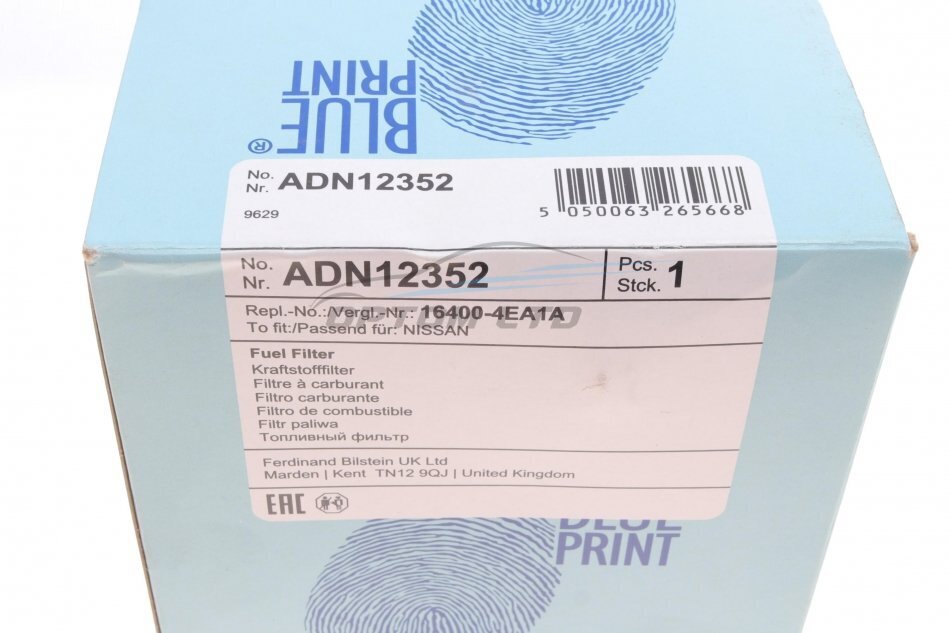 BLUE
PRINT
®
No.
Nr. ADN12352
9629
5 050063 265668
No.
Nr. ADN12352
Pcs.
Stck. 1
Repl.-No.:/Vergl.-Nr.: 16400-4EA1A
To fit:/Passend für: NISSAN
OPTOM LTD
Fuel Filter
Kraftstofffilter
Filtre à carburant
Filtro carburante
Filtro de combustible
Filtr paliwa
Топливный фильтр
Ferdinand Bilstein UK Ltd
Marden | Kent TN12 9QJ | United Kingdom
EAC
BLUE
PRINT